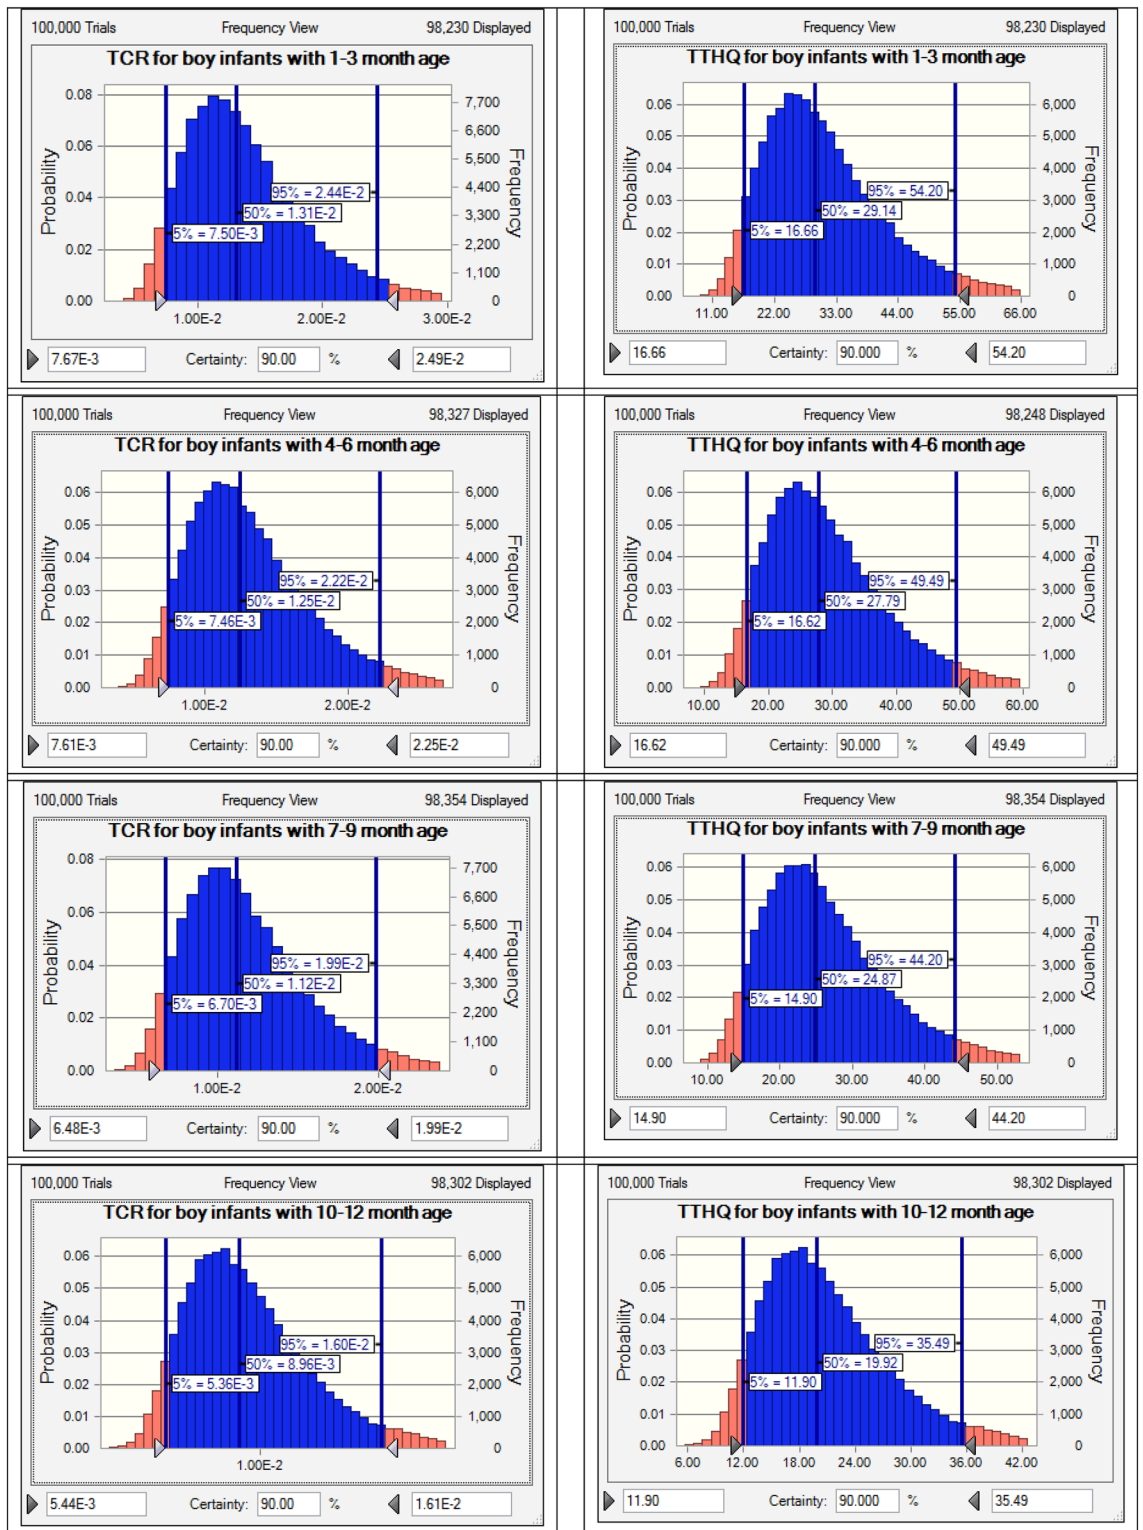 100,000 Trials Frequency View 98,230 Displayed
TCR for boy infants with 1-3 month age
0.08
0.06
0.04
0.02
0.00
Probability
7,700
6,600
5,500
4,400
3,300
2,200
1,100
0
Frequency
95% = 2.44E-2
50% = 1.31E-2
5% = 7.50E-3
1.00E-2 2.00E-2 3.00E-2
7.67E-3 Certainty: 90.00 % 2.49E-2
100,000 Trials Frequency View 98,230 Displayed
TTHQ for boy infants with 1-3 month age
0.06
0.05
0.04
0.03
0.02
0.01
0.00
Probability
6,000
5,000
4,000
3,000
2,000
1,000
0
Frequency
95% = 54.20
50% = 29.14
5% = 16.66
11.00 22.00 33.00 44.00 55.00 66.00
16.66 Certainty: 90.000 % 54.20
100,000 Trials Frequency View 98,327 Displayed
TCR for boy infants with 4-6 month age
0.06
0.05
0.04
0.03
0.02
0.01
0.00
Probability
6,000
5,000
4,000
3,000
2,000
1,000
0
Frequency
95% = 2.22E-2
50% = 1.25E-2
5% = 7.46E-3
1.00E-2 2.00E-2
7.61E-3 Certainty: 90.00 % 2.25E-2
100,000 Trials Frequency View 98,248 Displayed
TTHQ for boy infants with 4-6 month age
0.06
0.05
0.04
0.03
0.02
0.01
0.00
Probability
6,000
5,000
4,000
3,000
2,000
1,000
0
Frequency
95% = 49.49
50% = 27.79
5% = 16.62
10.00 20.00 30.00 40.00 50.00 60.00
16.62 Certainty: 90.000 % 49.49
100,000 Trials Frequency View 98,354 Displayed
TCR for boy infants with 7-9 month age
0.08
0.06
0.04
0.02
0.00
Probability
7,700
6,600
5,500
4,400
3,300
2,200
1,100
0
Frequency
95% = 1.99E-2
50% = 1.12E-2
5% = 6.70E-3
1.00E-2 2.00E-2
6.48E-3 Certainty: 90.00 % 1.99E-2
100,000 Trials Frequency View 98,354 Displayed
TTHQ for boy infants with 7-9 month age
0.06
0.05
0.04
0.03
0.02
0.01
0.00
Probability
6,000
5,000
4,000
3,000
2,000
1,000
0
Frequency
95% = 44.20
50% = 24.87
5% = 14.90
10.00 20.00 30.00 40.00 50.00
14.90 Certainty: 90.000 % 44.20
100,000 Trials Frequency View 98,302 Displayed
TCR for boy infants with 10-12 month age
0.06
0.05
0.04
0.03
0.02
0.01
0.00
Probability
6,000
5,000
4,000
3,000
2,000
1,000
0
Frequency
95% = 1.60E-2
50% = 8.96E-3
5% = 5.36E-3
1.00E-2
5.44E-3 Certainty: 90.00 % 1.61E-2
100,000 Trials Frequency View 98,302 Displayed
TTHQ for boy infants with 10-12 month age
0.06
0.05
0.04
0.03
0.02
0.01
0.00
Probability
6,000
5,000
4,000
3,000
2,000
1,000
0
Frequency
95% = 35.49
50% = 19.92
5% = 11.90
6.00 12.00 18.00 24.00 30.00 36.00 42.00
11.90 Certainty: 90.000 % 35.49